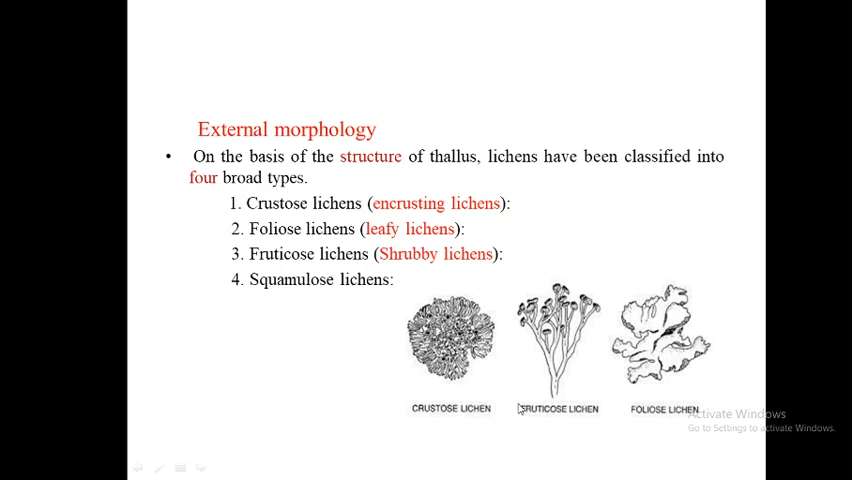 External morphology
• On the basis of the structure of thallus, lichens have been classified into
four broad types.
1. Crustose lichens (encrusting lichens):
2. Foliose lichens (leafy lichens):
3. Fruticose lichens (Shrubby lichens):
4. Squamulose lichens:
CRUSTOSE LICHEN FRUTICOSE LICHEN FOLIOSE LICHEN
Activate Windows
Go to Settings to activate Windows.